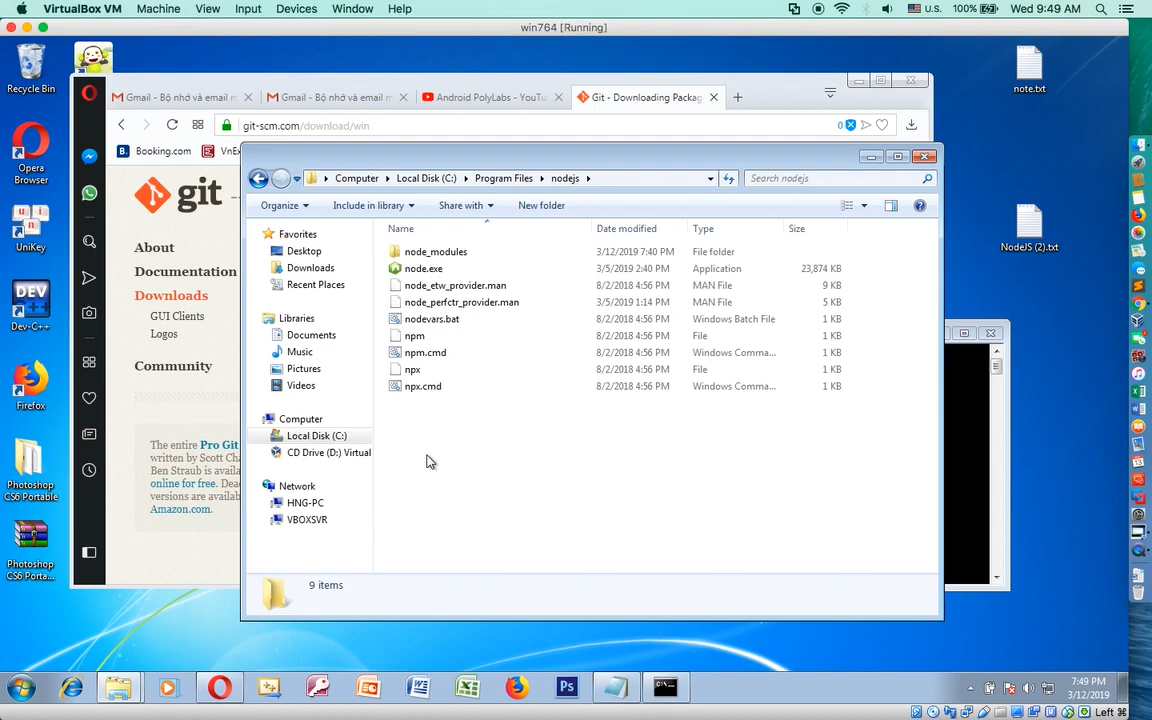 VirtualBox VM Machine View Input Devices Window Help
U.S. 100% Wed 9:49 AM
win764 [Running]
Recycle Bin
Opera Browser
UniKey
Dev-C++
Firefox
Photoshop CS6 Portable
Photoshop CS6 Porta...
note.txt
NodeJS (2).txt
Gmail - Bộ nhớ và email m
Gmail - Bộ nhớ và email m
Android PolyLabs - YouTu
Git - Downloading Packag
git-scm.com/download/win
0
Booking.com
VnEx
git
About
Documentation
Downloads
GUI Clients
Logos
Community
The entire Pro Git
written by Scott Cha
Ben Straub is availa
online for free. Dea
versions are availab
Amazon.com.
Computer Local Disk (C:) Program Files nodejs
Search nodejs
Organize Include in library Share with New folder
Favorites
Desktop
Downloads
Recent Places
Libraries
Documents
Music
Pictures
Videos
Computer
Local Disk (C:)
CD Drive (D:) Virtual
Network
HNG-PC
VBOXSVR
Name Date modified Type Size
node_modules 3/12/2019 7:40 PM File folder
node.exe 3/5/2019 2:40 PM Application 23,874 KB
node_etw_provider.man 8/2/2018 4:56 PM MAN File 9 KB
node_perfctr_provider.man 3/5/2019 1:14 PM MAN File 5 KB
nodevars.bat 8/2/2018 4:56 PM Windows Batch File 1 KB
npm 8/2/2018 4:56 PM File 1 KB
npm.cmd 8/2/2018 4:56 PM Windows Comma... 1 KB
npx 8/2/2018 4:56 PM File 1 KB
npx.cmd 8/2/2018 4:56 PM Windows Comma... 1 KB
9 items
7:49 PM
3/12/2019
Left ⌘